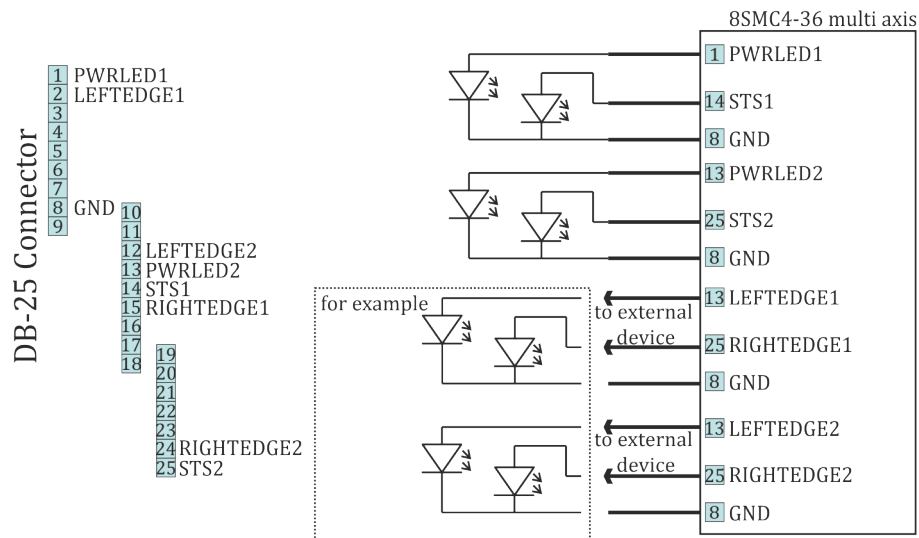 8SMC4-36 multi axis
DB-25 Connector
1 PWRLED1
2 LEFTEDGE1
3
4
5
6
7
8 GND
9
10
11
12 LEFTEDGE2
13 PWRLED2
14 STS1
15 RIGHTEDGE1
16
17
18
19
20
21
22
23
24 RIGHTEDGE2
25 STS2
1 PWRLED1
14 STS1
8 GND
13 PWRLED2
25 STS2
8 GND
for example
to external
device
13 LEFTEDGE1
25 RIGHTEDGE1
8 GND
to external
device
13 LEFTEDGE2
25 RIGHTEDGE2
8 GND